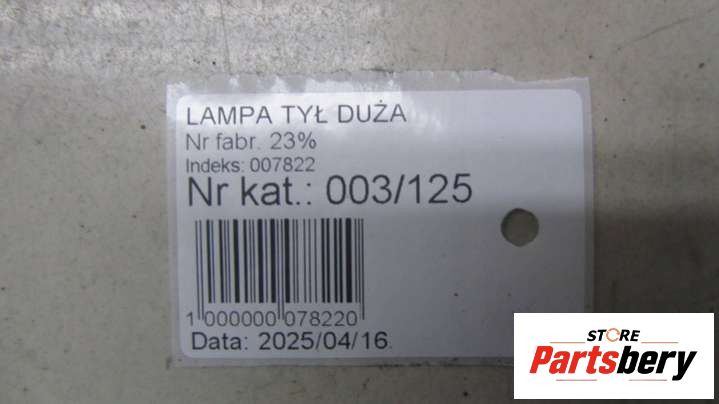 LAMPA TYŁ DUŻA
Nr fabr. 23%
Indeks: 007822
Nr kat.: 003/125
1 000000 078220
Data: 2025/04/16
STORE
Partsbery